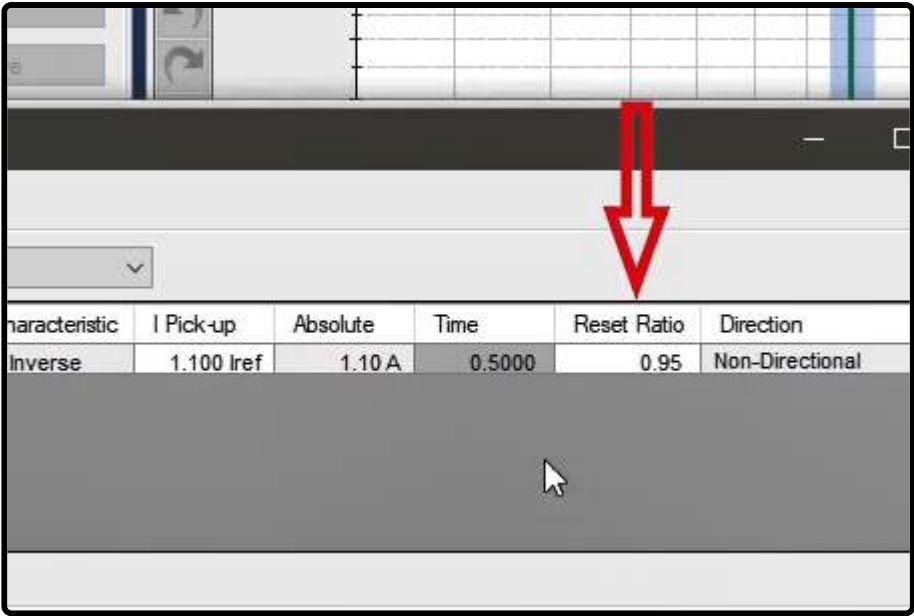 e
haracteristic I Pick-up Absolute Time Reset Ratio Direction
Inverse 1.100 Iref 1.10 A 0.5000 0.95 Non-Directional